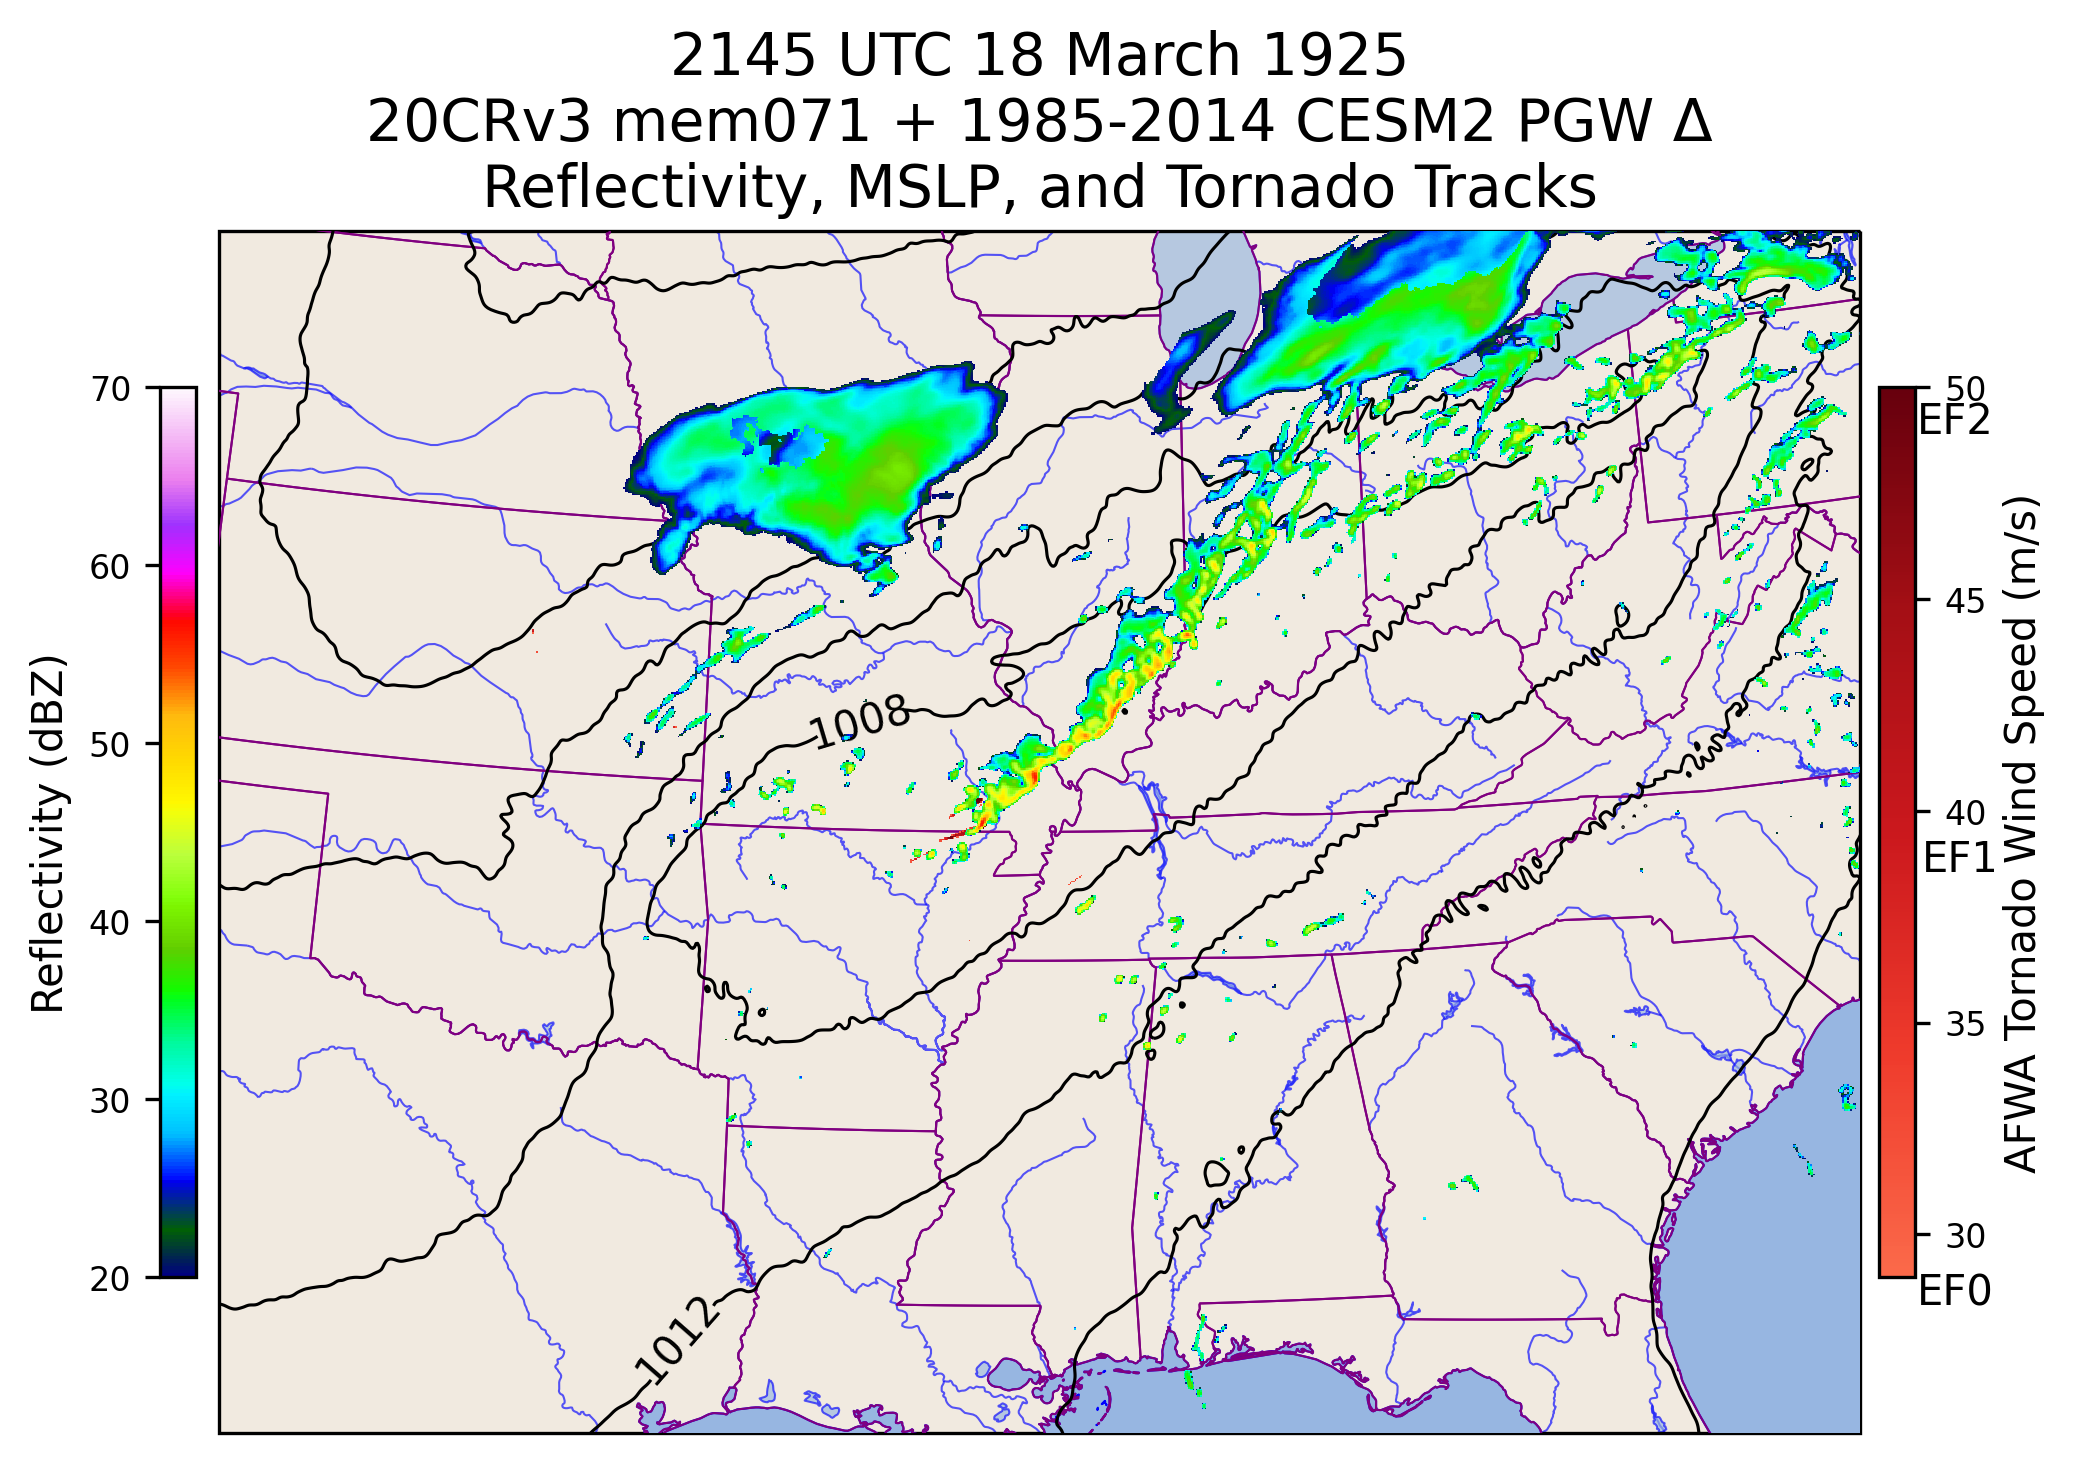 2145 UTC 18 March 1925
20CRv3 mem071 + 1985-2014 CESM2 PGW Δ
Reflectivity, MSLP, and Tornado Tracks
70
60
50
40
30
20
Reflectivity (dBZ)
1008
1012
50
EF2
45
40
EF1
35
30
EF0
AFWA Tornado Wind Speed (m/s)